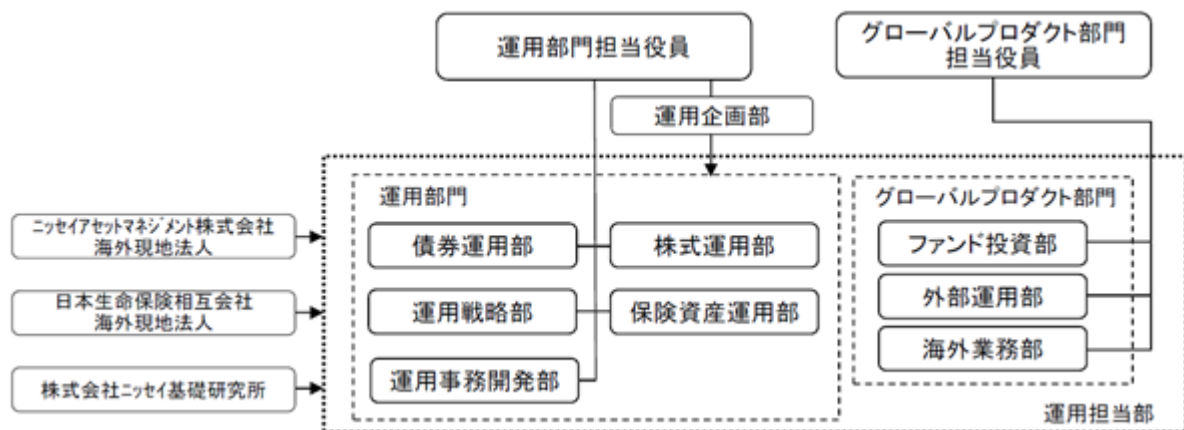 運用部門担当役員
グローバルプロダクト部門
担当役員
運用企画部
運用部門
グローバルプロダクト部門
ニッセイアセットマネジメント株式会社
海外現地法人
債券運用部
株式運用部
ファンド投資部
日本生命保険相互会社
海外現地法人
運用戦略部
保険資産運用部
外部運用部
海外業務部
株式会社ニッセイ基礎研究所
運用事務開発部
運用担当部